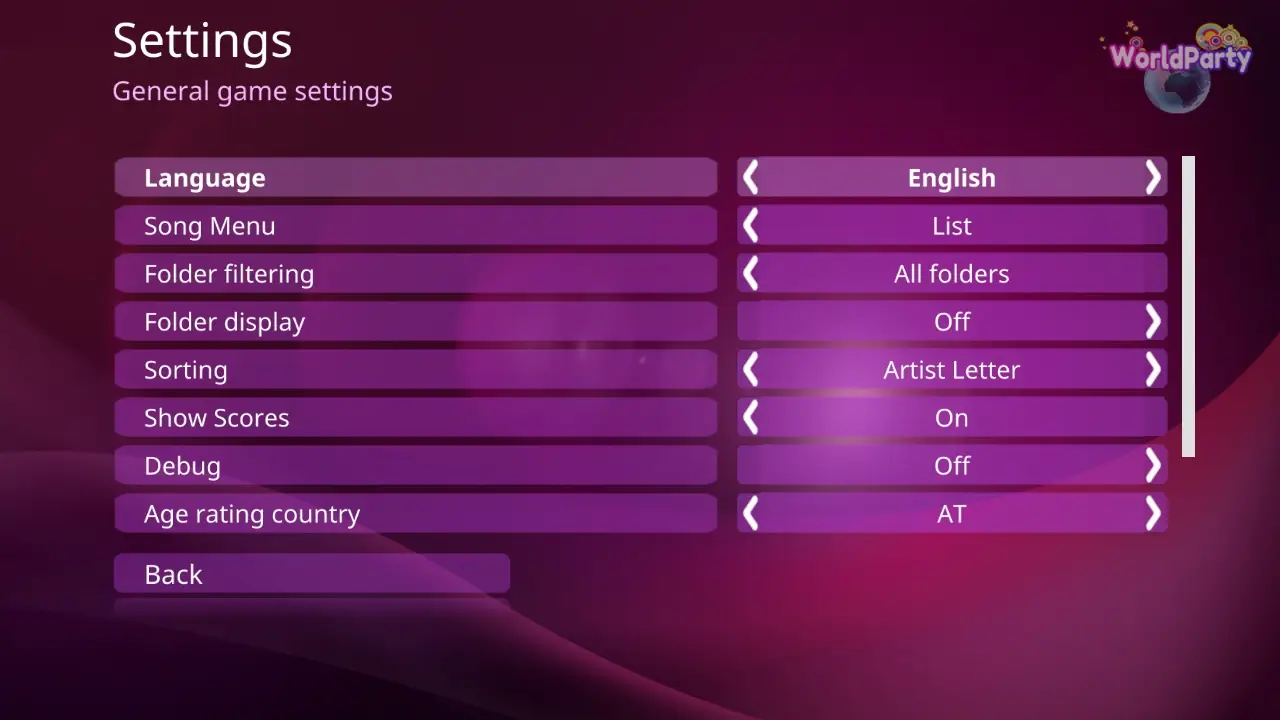 Settings
General game settings
WorldParty
Language English
Song Menu List
Folder filtering All folders
Folder display Off
Sorting Artist Letter
Show Scores On
Debug Off
Age rating country AT
Back